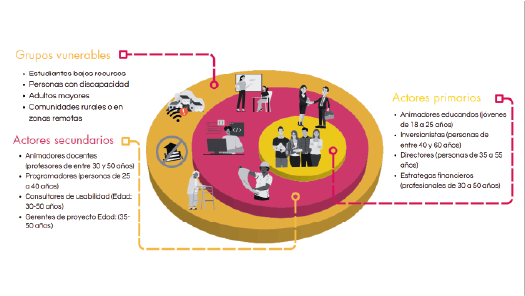 Grupos vunerables
Estudiantes bajos recursos
Personas con discapacidad
Adultos mayores
Comunidades rurales o en
zonas remotas
Actores secundarios
Animadores docentes
(profesores de entre 30 y 50 años)
Programadores (personas de 25
a 40 años)
Consultores de usabilidad (Edad:
30-50 años)
Gerentes de proyecto Edad: (35-
50 años)
Actores primarios
Animadores educandos (jóvenes
de 18 a 25 años)
Inversionistas (personas de
entre 40 y 60 años)
Directores (personas de 35 a 55
años)
Estrategas financieros
(profesionales de 30 a 50 años)